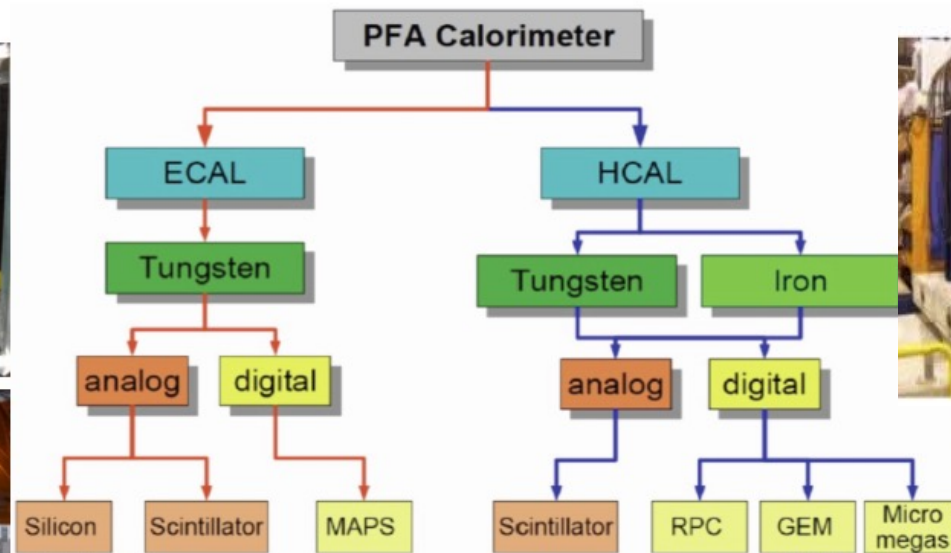 PFA Calorimeter
ECAL
HCAL
Tungsten
Tungsten
Iron
analog
digital
analog
digital
Silicon
Scintillator
MAPS
Scintillator
RPC
GEM
Micro
megas